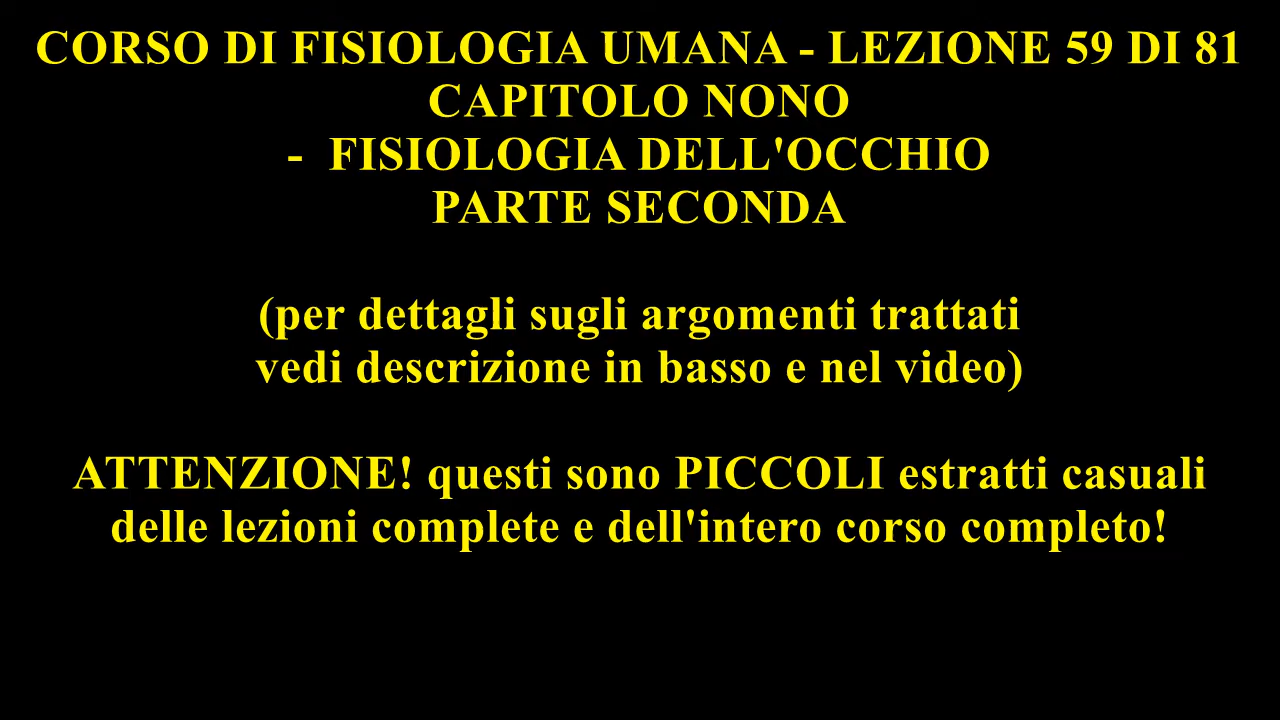 CORSO DI FISIOLOGIA UMANA - LEZIONE 59 DI 81
CAPITOLO NONO
- FISIOLOGIA DELL'OCCHIO
PARTE SECONDA
(per dettagli sugli argomenti trattati
vedi descrizione in basso e nel video)
ATTENZIONE! questi sono PICCOLI estratti casuali
delle lezioni complete e dell'intero corso completo!